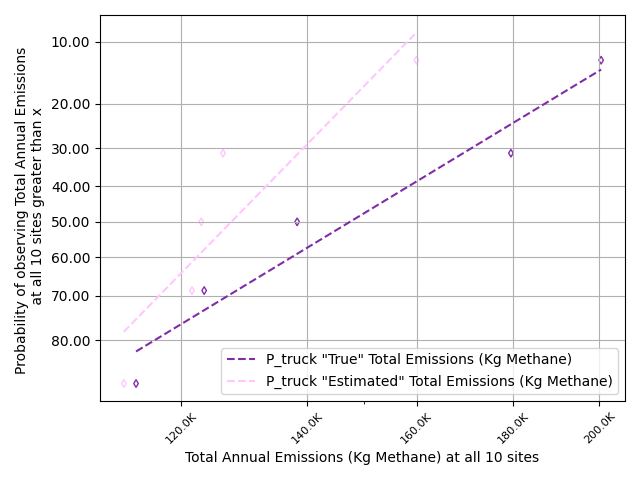 10.00
20.00
30.00
40.00
50.00
60.00
70.00
80.00
Probability of observing Total Annual Emissions
at all 10 sites greater than x
P_truck "True" Total Emissions (Kg Methane)
P_truck "Estimated" Total Emissions (Kg Methane)
120.0K
140.0K
160.0K
180.0K
200.0K
Total Annual Emissions (Kg Methane) at all 10 sites